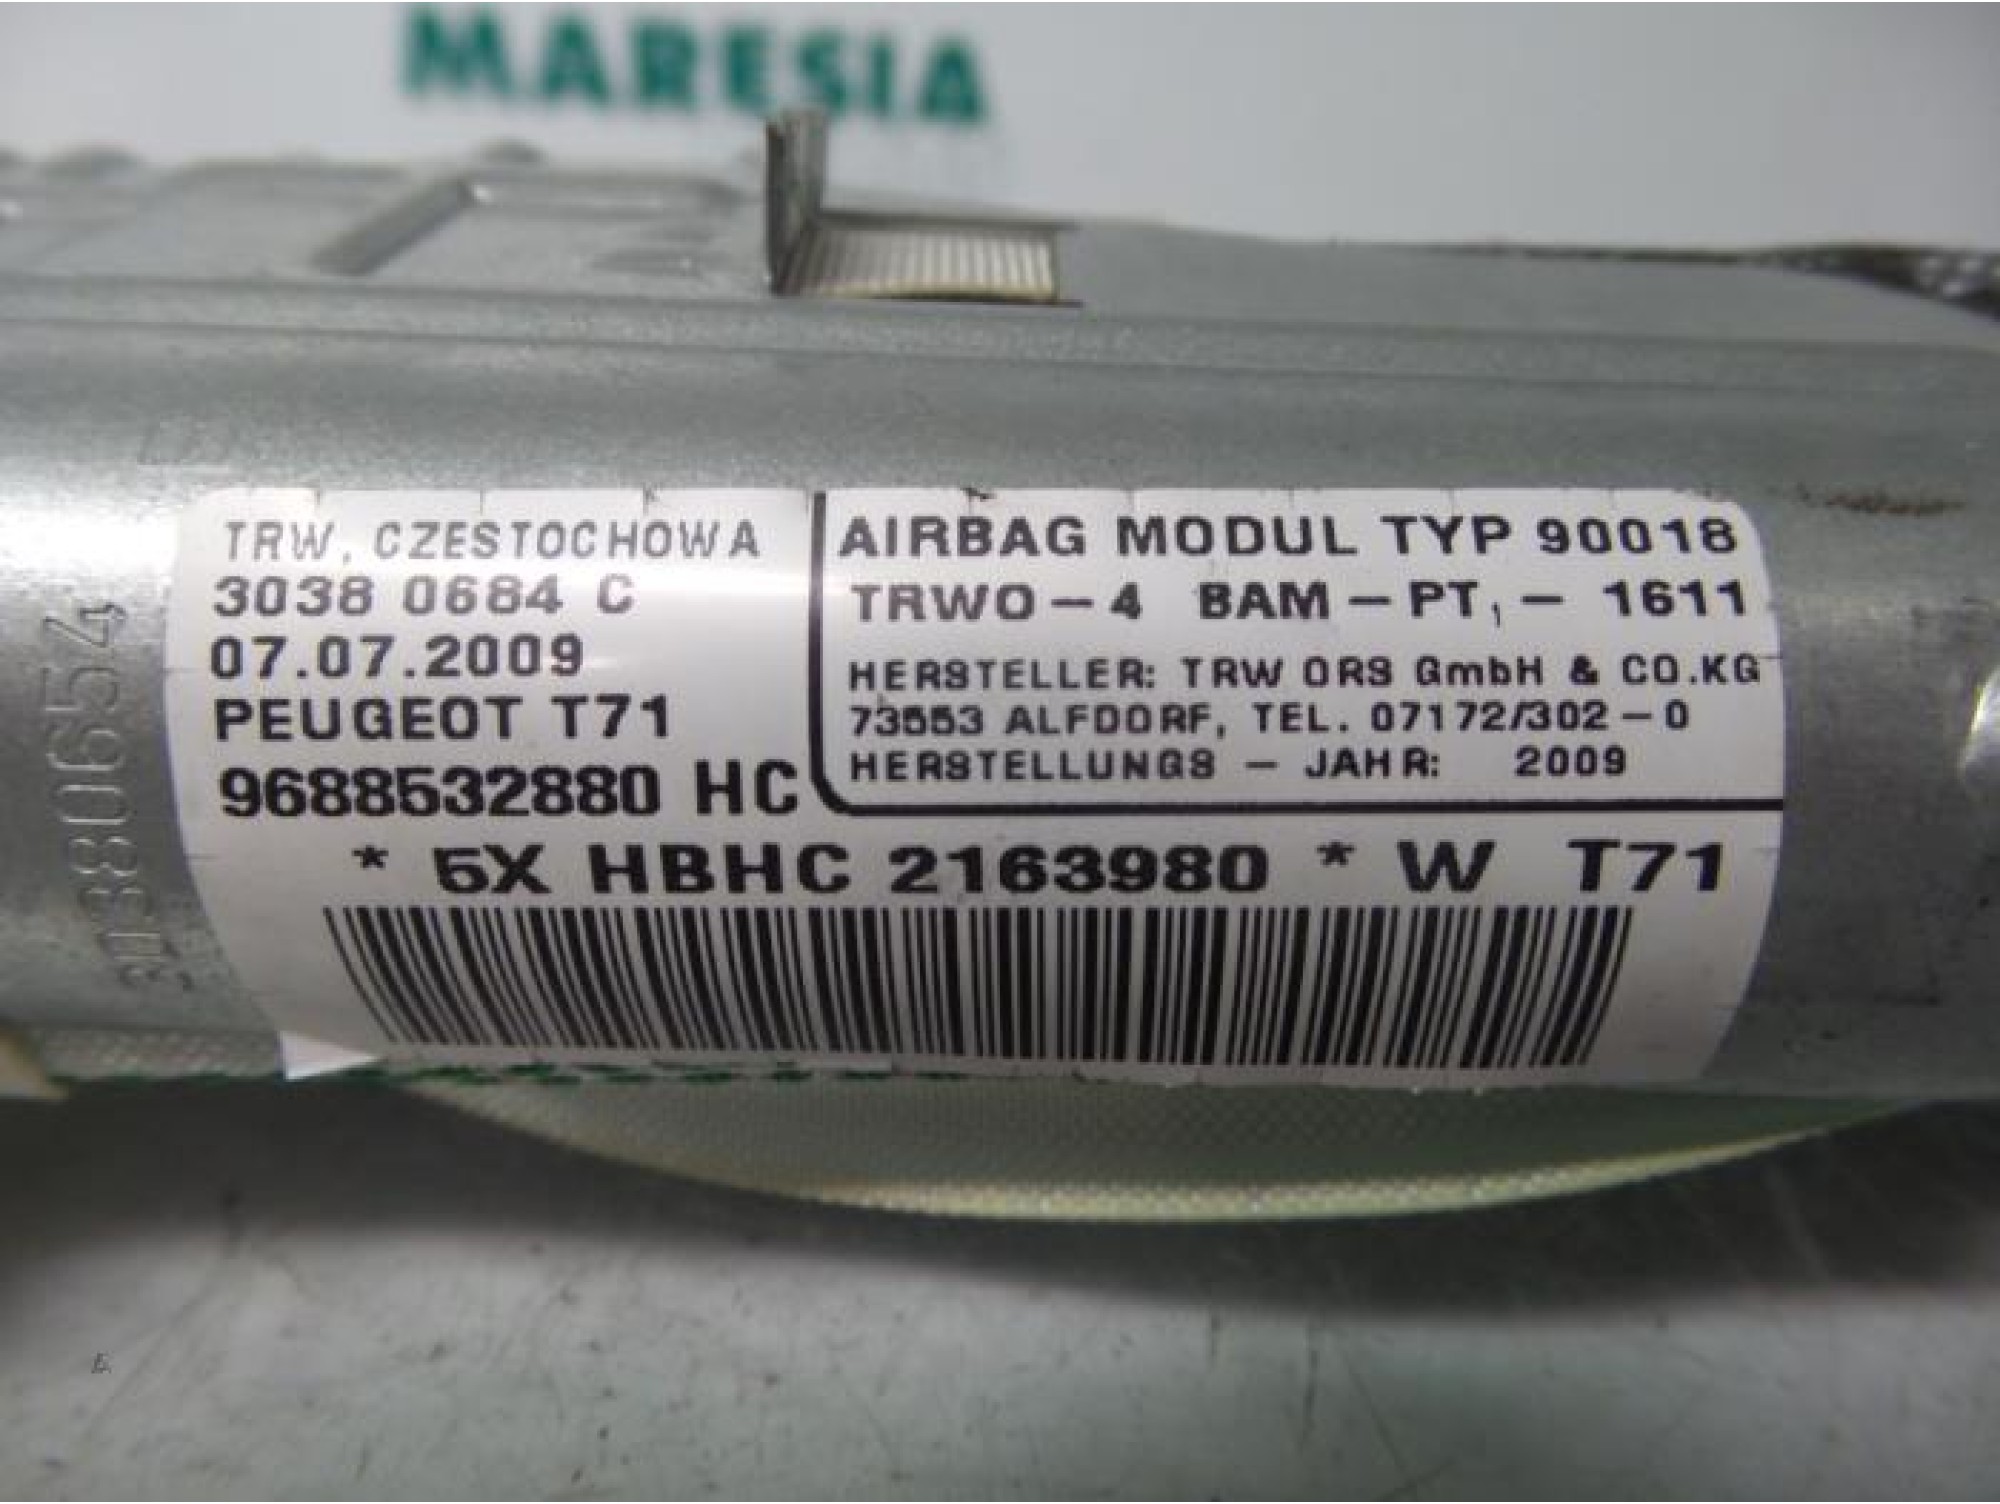 MARESIA
TRW, CZESTOCHOWA
3038 0684 C
07.07.2009
PEUGEOT T71
9688532880 HC
AIRBAG MODUL TYP 90018
TRWO – 4 BAM – PT, – 1611
HERSTELLER: TRW ORS GmbH & CO.KG
73553 ALFDORF, TEL. 07172/302 – 0
HERSTELLUNGS – JAHR: 2009
* 5X HBHC 2163980 * W T71